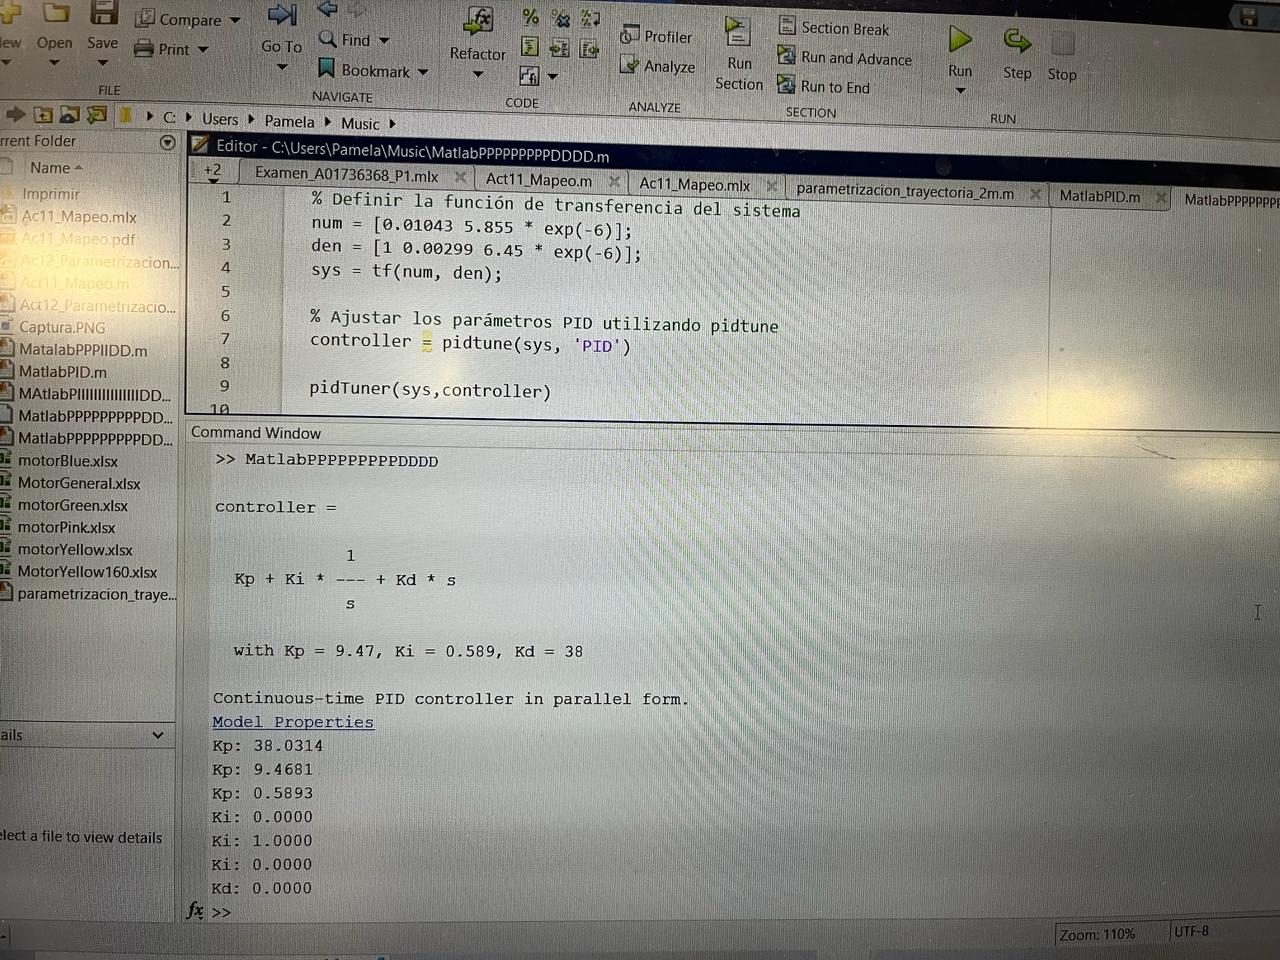 Compare
Open
Save
Print
FILE
Go To
Find
Bookmark
NAVIGATE
Refactor
CODE
Profiler
Analyze
ANALYZE
Run
Section
Section Break
Run and Advance
Run to End
SECTION
Run
Step
Stop
RUN
C: Users Pamela Music
rrent Folder
Name
Imprimir
Ac11_Mapeo.mlx
Ac11_Mapeo.pdf
Ac12_Parametrizacion...
Act11_Mapeo.m
Act12_Parametrizacio...
Captura.PNG
MatalabPPPIIDD.m
MatlabPID.m
MatlabPPPPPPPPPDD...
MatlabPPPPPPPPPDD...
motorBlue.xlsx
MotorGeneral.xlsx
motorGreen.xlsx
motorPink.xlsx
motorYellow.xlsx
MotorYellow160.xlsx
parametrizacion_traye...
ails
elect a file to view details
Editor - C:\Users\Pamela\Music\MatlabPPPPPPPPPDDDD.m
+2 Examen_A01736368_P1.mlx Act11_Mapeo.m Ac11_Mapeo.mlx parametrizacion_trayectoria_2m.m MatlabPID.m MatlabPPPPPPPP
1 % Definir la función de transferencia del sistema
2 num = [0.01043 5.855 * exp(-6)];
3 den = [1 0.00299 6.45 * exp(-6)];
4 sys = tf(num, den);
5
6 % Ajustar los parámetros PID utilizando pidtune
7 controller = pidtune(sys, 'PID')
8
9 pidTuner(sys,controller)
10
Command Window
>> MatlabPPPPPPPPPDDDD
controller =
1
Kp + Ki * --- + Kd * s
s
with Kp = 9.47, Ki = 0.589, Kd = 38
Continuous-time PID controller in parallel form.
Model Properties
Kp: 38.0314
Kp: 9.4681
Kp: 0.5893
Ki: 0.0000
Ki: 1.0000
Ki: 0.0000
Kd: 0.0000
fx >>
Zoom: 110% UTF-8